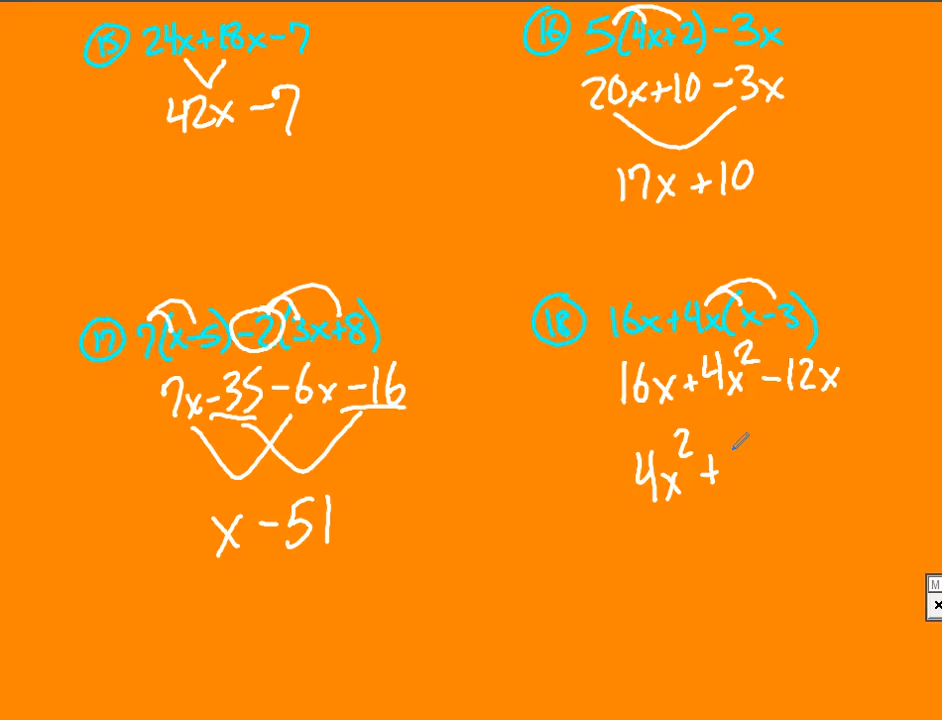 15 24x+18x-7
42x -7
16 5(4x+2)-3x
20x+10 -3x
17x +10
17 7(x-5)-2(3x+8)
7x-35-6x-16
x -51
18 16x+4x(x-3)
16x+4x²-12x
4x²+
M